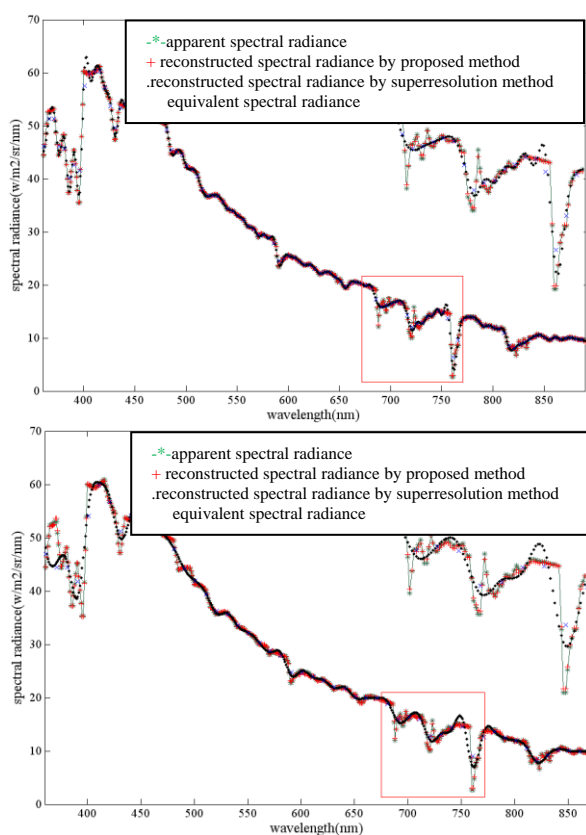 70
60
50
40
30
20
10
0
spectral radiance(w/m2/sr/nm)
-*-apparent spectral radiance
+ reconstructed spectral radiance by proposed method
.reconstructed spectral radiance by superresolution method
equivalent spectral radiance
400 450 500 550 600 650 700 750 800 850
wavelength(nm)
70
60
50
40
30
20
10
0
spectral radiance(w/m2/sr/nm)
-*-apparent spectral radiance
+ reconstructed spectral radiance by proposed method
.reconstructed spectral radiance by superresolution method
equivalent spectral radiance
400 450 500 550 600 650 700 750 800 850
wavelength(nm)